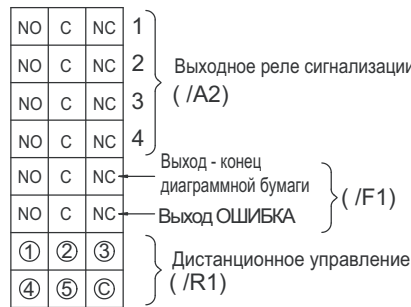 NO C NC 1
NO C NC 2
Выходное реле сигнализации
NO C NC 3
( /A2)
NO C NC 4
Выход - конец
диаграммной бумаги
NO C NC
( /F1)
NO C NC
Выход ОШИБКА
① ② ③
Дистанционное управление
④ ⑤ Ⓒ
( /R1)